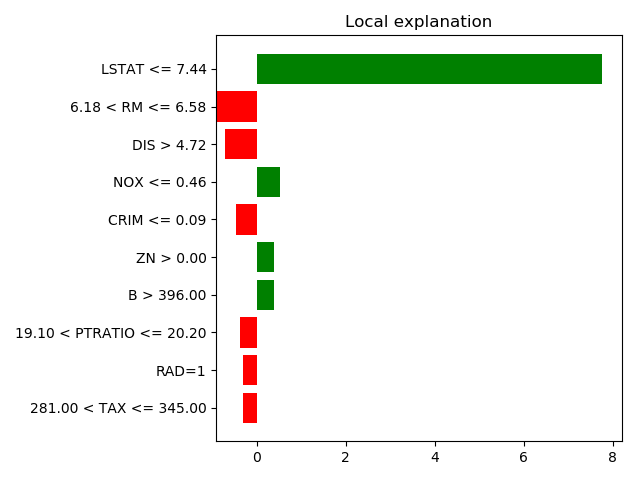 Local explanation
LSTAT <= 7.44
6.18 < RM <= 6.58
DIS > 4.72
NOX <= 0.46
CRIM <= 0.09
ZN > 0.00
B > 396.00
19.10 < PTRATIO <= 20.20
RAD=1
281.00 < TAX <= 345.00
0 2 4 6 8